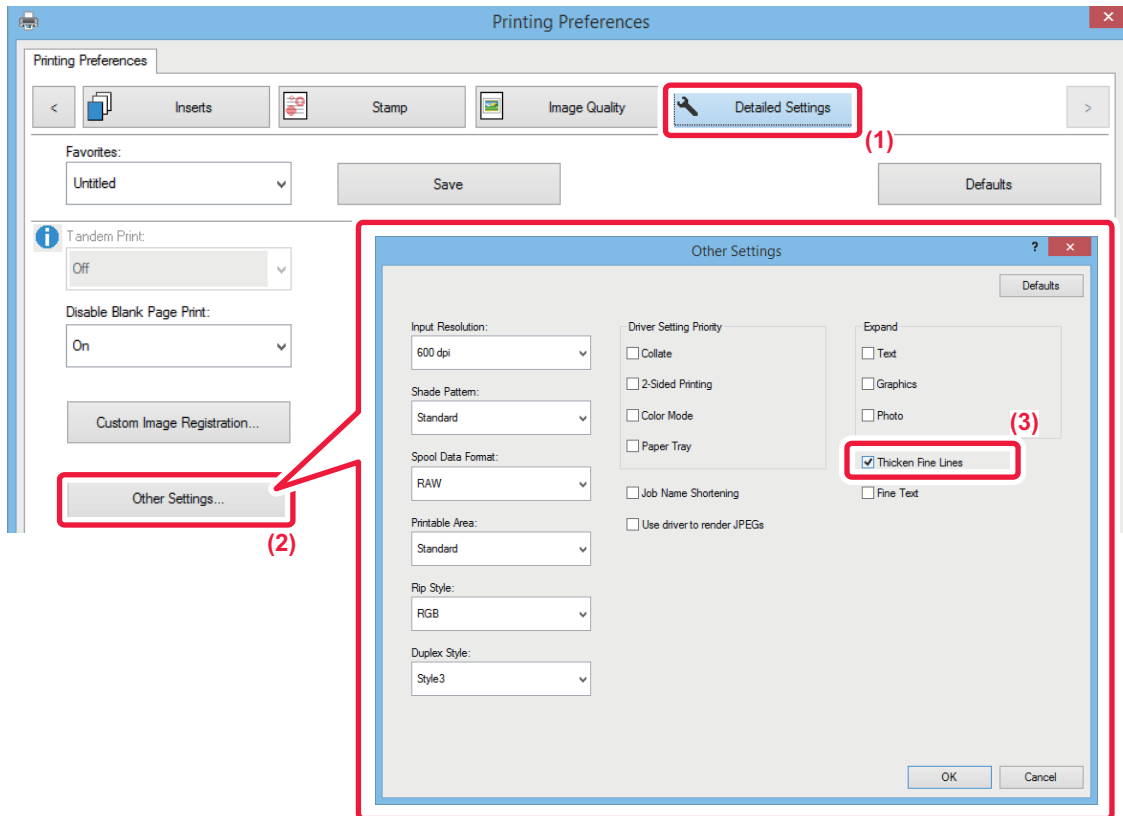 Printing Preferences
Printing Preferences
< Inserts Stamp Image Quality Detailed Settings >
(1)
Favorites:
Untitled Save Defaults
Tandem Print:
Off
Disable Blank Page Print:
On
Custom Image Registration...
Other Settings...
(2)
Other Settings ?
Defaults
Input Resolution:
600 dpi
Shade Pattern:
Standard
Spool Data Format:
RAW
Printable Area:
Standard
Rip Style:
RGB
Duplex Style:
Style3
Driver Setting Priority
Collate
2-Sided Printing
Color Mode
Paper Tray
Job Name Shortening
Use driver to render JPEGs
Expand
Text
Graphics
Photo
(3)
Thicken Fine Lines
Fine Text
OK Cancel